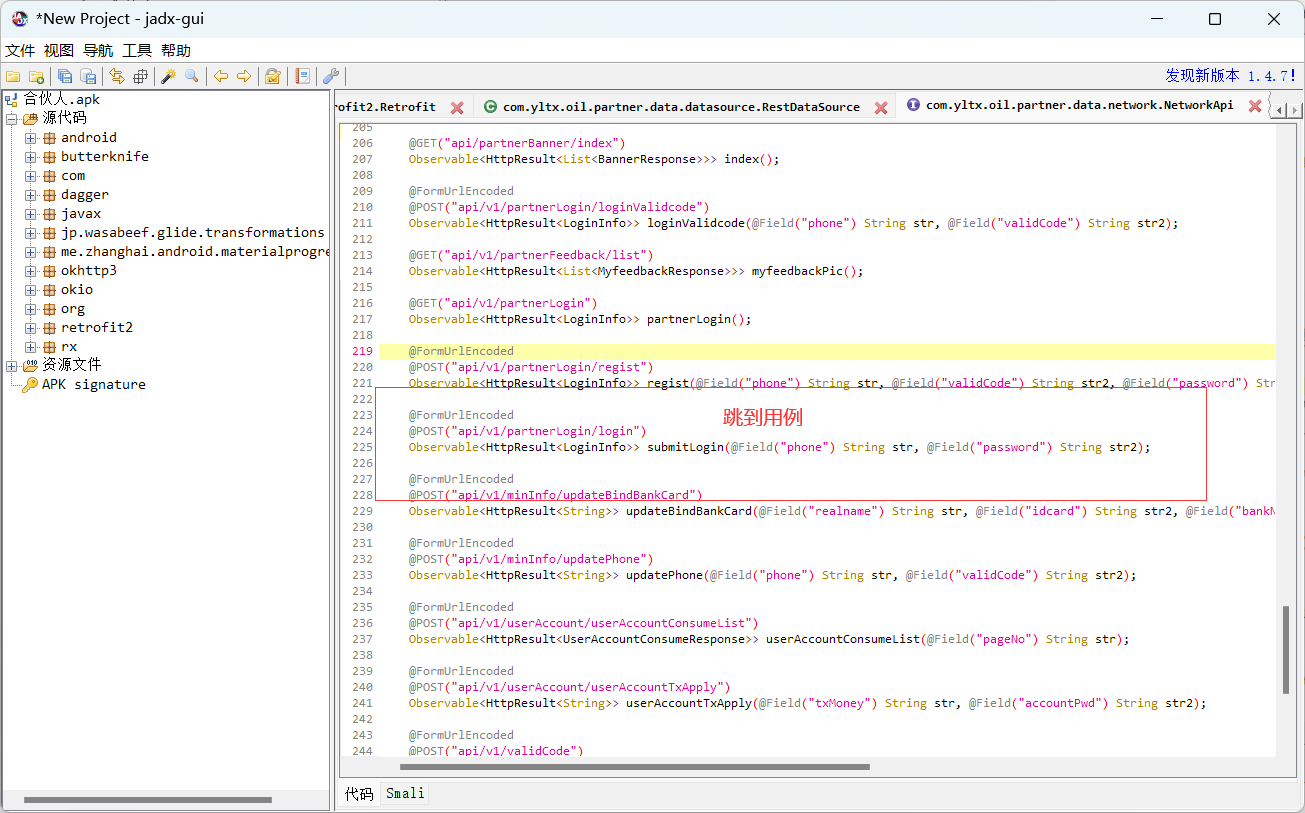 *New Project - jadx-gui
文件 视图 导航 工具 帮助
发现新版本 1.4.7!
合伙人.apk
源代码
android
butterknife
com
dagger
javax
jp.wasabeef.glide.transformations
me.zhanghai.android.materialprogre
okhttp3
okio
org
retrofit2
rx
资源文件
APK signature
rofit2.Retrofit
com.yltx.oil.partner.data.datasource.RestDataSource
com.yltx.oil.partner.data.network.NetworkApi
205
206 @GET("api/partnerBanner/index")
207 Observable<HttpResult<List<BannerResponse>>> index();
208
209 @FormUrlEncoded
210 @POST("api/v1/partnerLogin/loginValidcode")
211 Observable<HttpResult<LoginInfo>> loginValidcode(@Field("phone") String str, @Field("validCode") String str2);
212
213 @GET("api/v1/partnerFeedback/list")
214 Observable<HttpResult<List<MyfeedbackResponse>>> myfeedbackPic();
215
216 @GET("api/v1/partnerLogin")
217 Observable<HttpResult<LoginInfo>> partnerLogin();
218
219 @FormUrlEncoded
220 @POST("api/v1/partnerLogin/regist")
221 Observable<HttpResult<LoginInfo>> regist(@Field("phone") String str, @Field("validCode") String str2, @Field("password") Str
222
223 @FormUrlEncoded
跳到用例
224 @POST("api/v1/partnerLogin/login")
225 Observable<HttpResult<LoginInfo>> submitLogin(@Field("phone") String str, @Field("password") String str2);
226
227 @FormUrlEncoded
228 @POST("api/v1/minInfo/updateBindBankCard")
229 Observable<HttpResult<String>> updateBindBankCard(@Field("realname") String str, @Field("idcard") String str2, @Field("bankN
230
231 @FormUrlEncoded
232 @POST("api/v1/minInfo/updatePhone")
233 Observable<HttpResult<String>> updatePhone(@Field("phone") String str, @Field("validCode") String str2);
234
235 @FormUrlEncoded
236 @POST("api/v1/userAccount/userAccountConsumeList")
237 Observable<HttpResult<UserAccountConsumeResponse>> userAccountConsumeList(@Field("pageNo") String str);
238
239 @FormUrlEncoded
240 @POST("api/v1/userAccount/userAccountTxApply")
241 Observable<HttpResult<String>> userAccountTxApply(@Field("txMoney") String str, @Field("accountPwd") String str2);
242
243 @FormUrlEncoded
244 @POST("api/v1/validCode")
代码 Smali